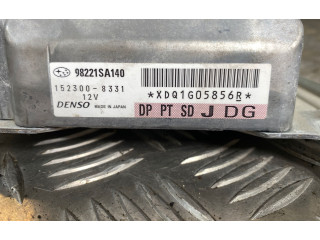 98221SA140
152300-8331
12V
DENSO MADE IN JAPAN
*XDQ1G05856R*
DP PT SD J DG